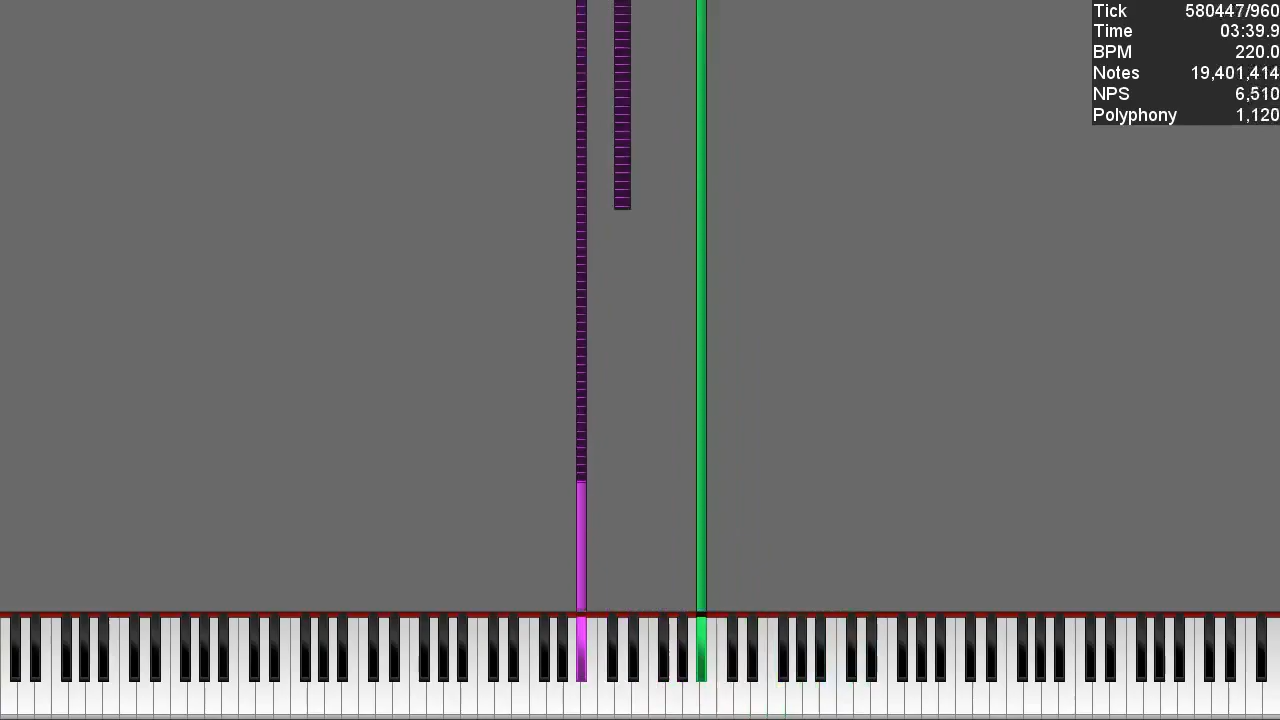 Tick 580447/960
Time 03:39.9
BPM 220.0
Notes 19,401,414
NPS 6,510
Polyphony 1,120